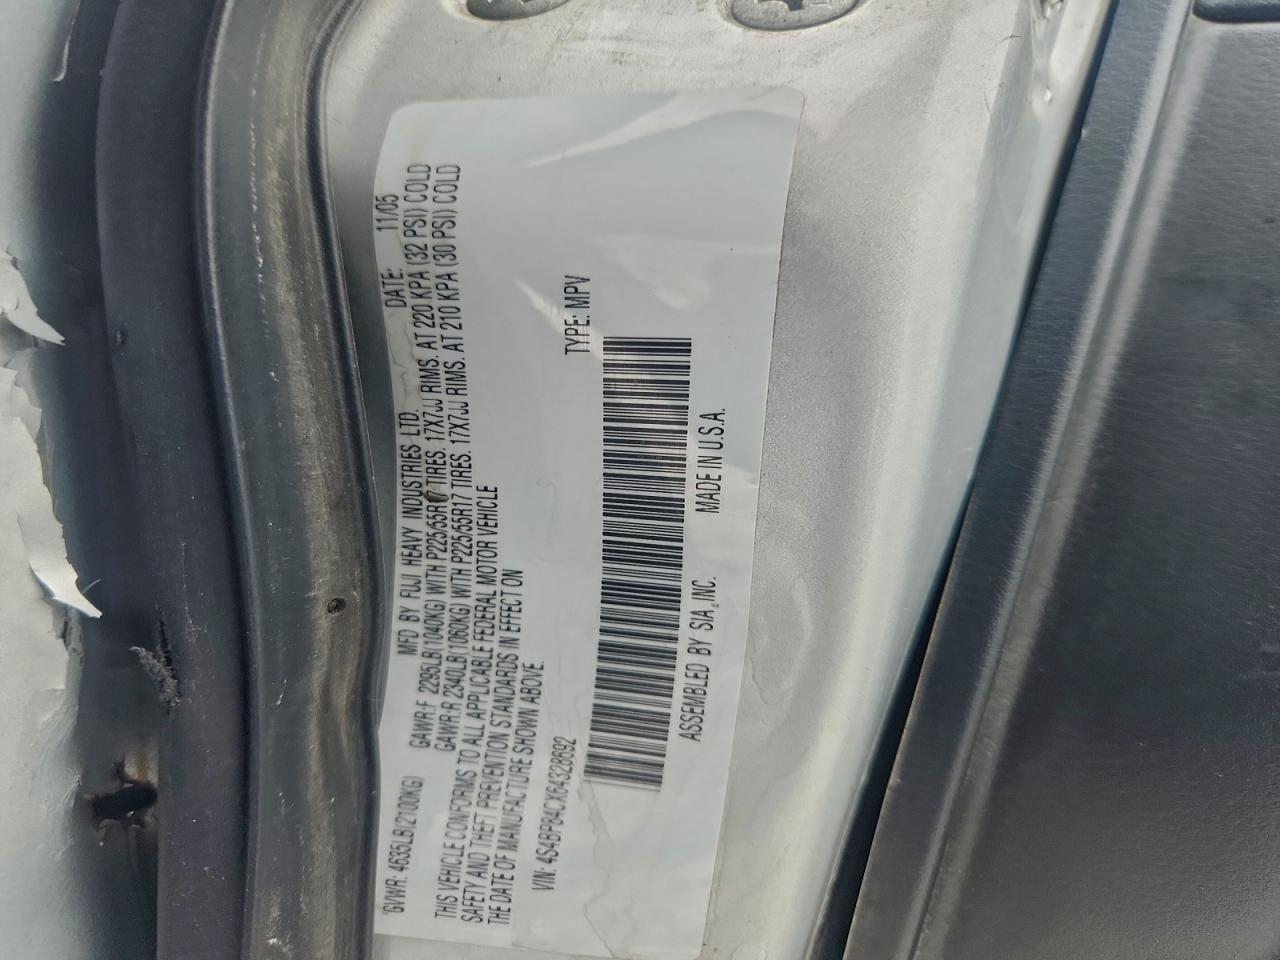 MFD BY FUJI HEAVY INDUSTRIES LTD. DATE: 11/05
GVWR: 4635LB(2100KG) GAWR:F 2295LB(1040KG) WITH P225/55R17 TIRES. 17X7JJ RIMS. AT 220 KPA (32 PSI) COLD
GAWR:R 2340LB(1060KG) WITH P225/55R17 TIRES. 17X7JJ RIMS. AT 210 KPA (30 PSI) COLD
THIS VEHICLE CONFORMS TO ALL APPLICABLE FEDERAL MOTOR VEHICLE
SAFETY AND THEFT PREVENTION STANDARDS IN EFFECT ON
THE DATE OF MANUFACTURE SHOWN ABOVE.
VIN: 4S4BP84CX64328692 TYPE: MPV
ASSEMBLED BY SIA, INC. MADE IN U.S.A.